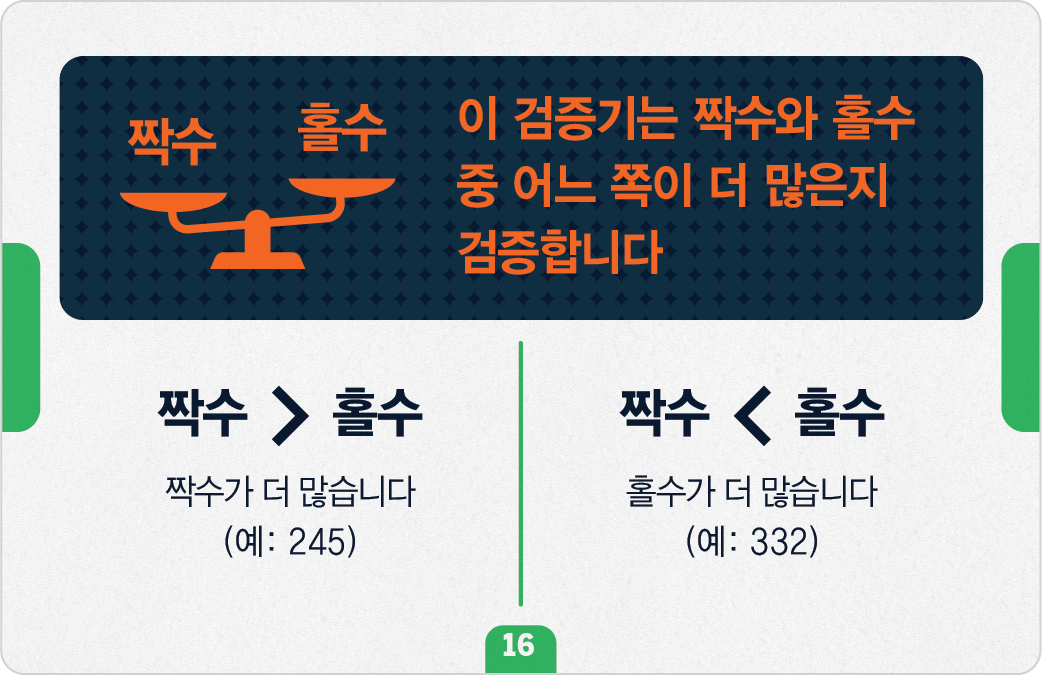 짝수
홀수
이 검증기는 짝수와 홀수
중 어느 쪽이 더 많은지
검증합니다
짝수 > 홀수
짝수가 더 많습니다
(예: 245)
짝수 < 홀수
홀수가 더 많습니다
(예: 332)
16